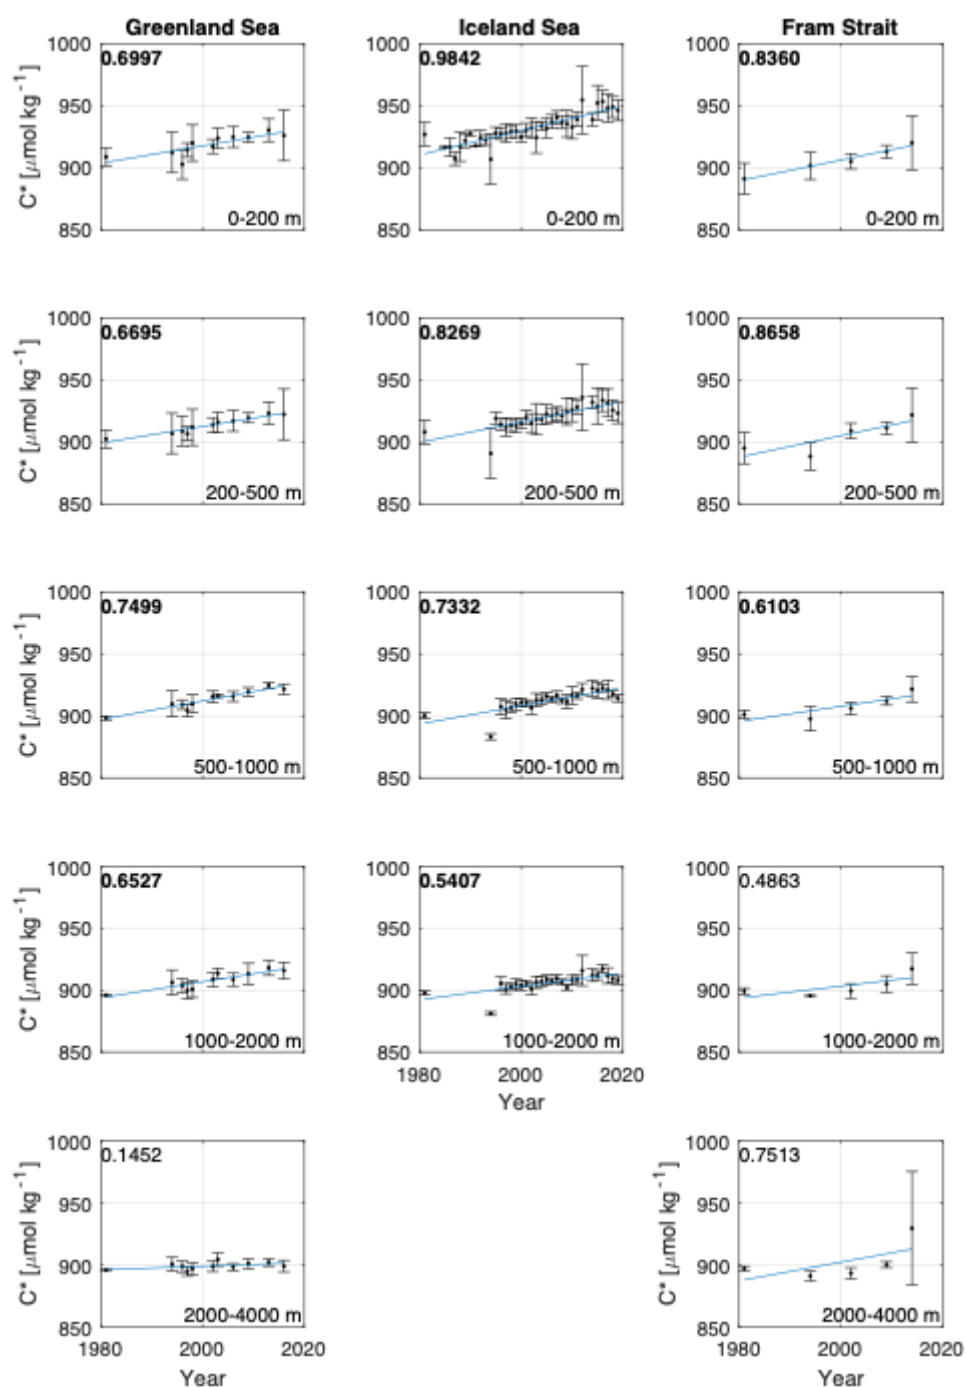 Greenland Sea Iceland Sea Fram Strait
1000 1000 1000
0.6997 0.9842 0.8360
950 950 950
C* [μmol kg⁻¹]
900 900 900
0-200 m 0-200 m 0-200 m
850 850 850
1000 1000 1000
0.6695 0.8269 0.8658
950 950 950
C* [μmol kg⁻¹]
900 900 900
200-500 m 200-500 m 200-500 m
850 850 850
1000 1000 1000
0.7499 0.7332 0.6103
950 950 950
C* [μmol kg⁻¹]
900 900 900
500-1000 m 500-1000 m 500-1000 m
850 850 850
1000 1000 1000
0.6527 0.5407 0.4863
950 950 950
C* [μmol kg⁻¹]
900 900 900
1000-2000 m 1000-2000 m 1000-2000 m
850 850 850
1980 2000 2020
Year
1000 1000
0.1452 0.7513
950 950
C* [μmol kg⁻¹] C* [μmol kg⁻¹]
900 900
2000-4000 m 2000-4000 m
850 850
1980 2000 2020 1980 2000 2020
Year Year